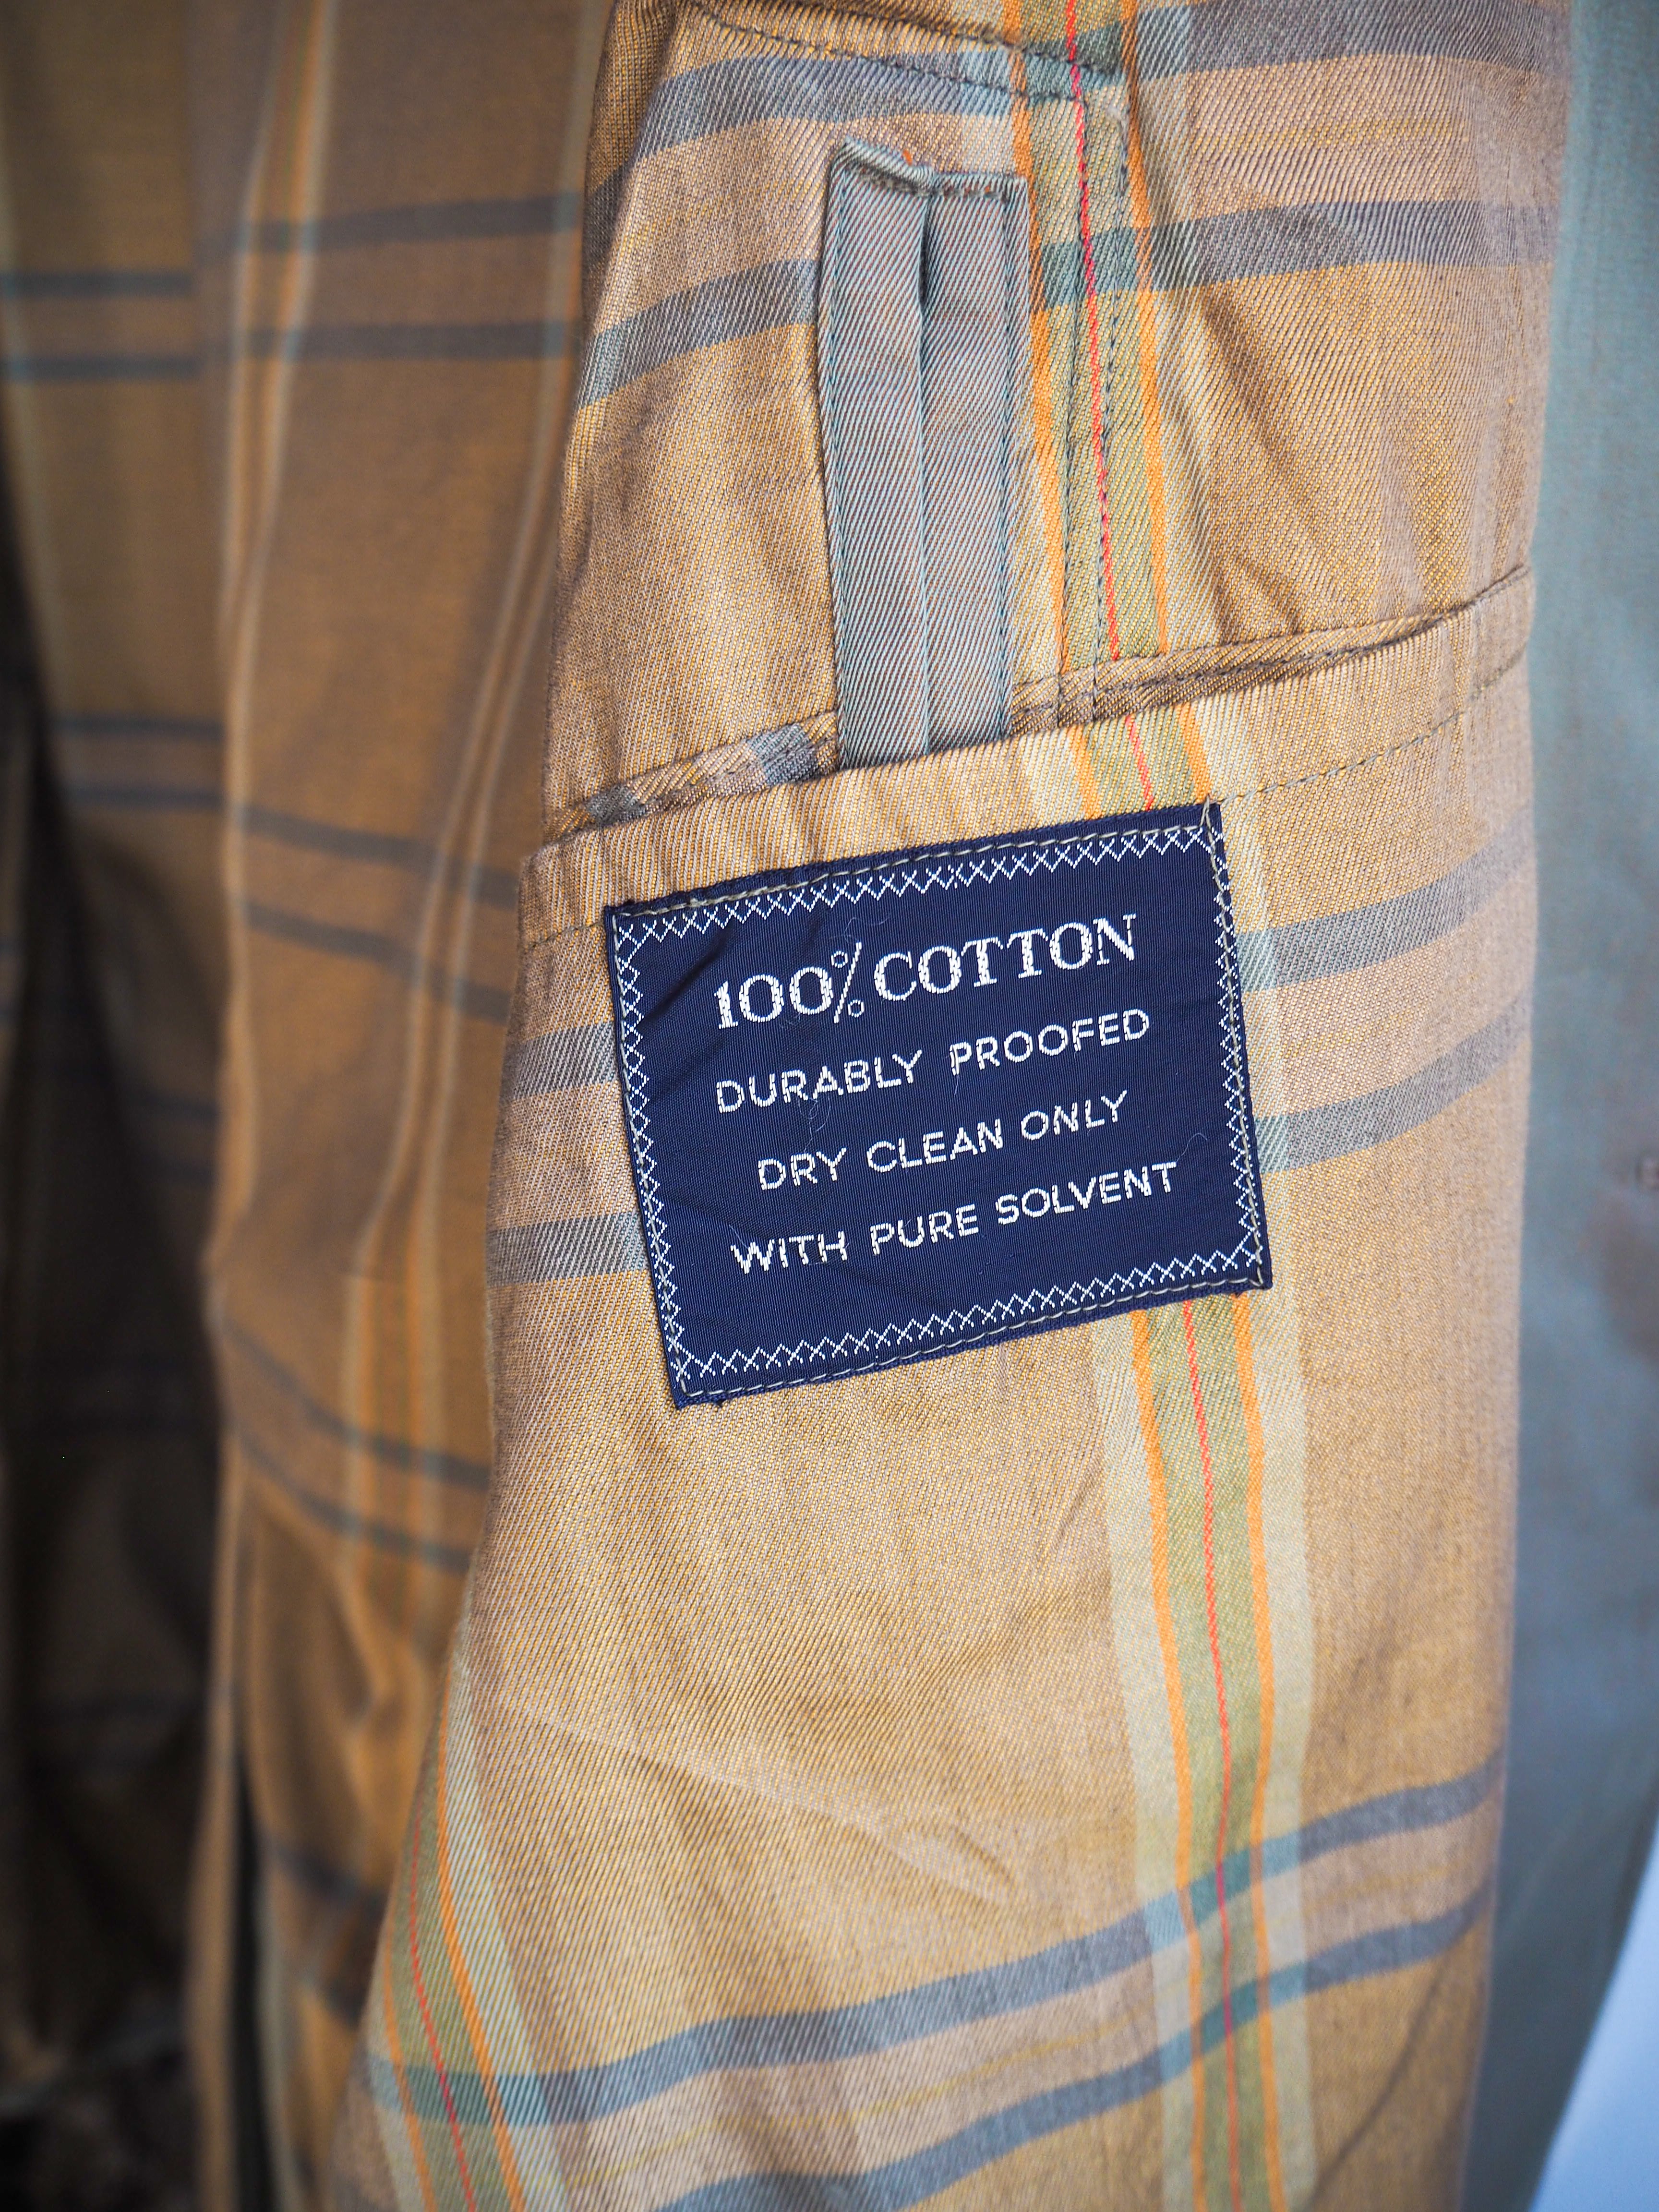 100% COTTON
DURABLY PROOFED
DRY CLEAN ONLY
WITH PURE SOLVENT